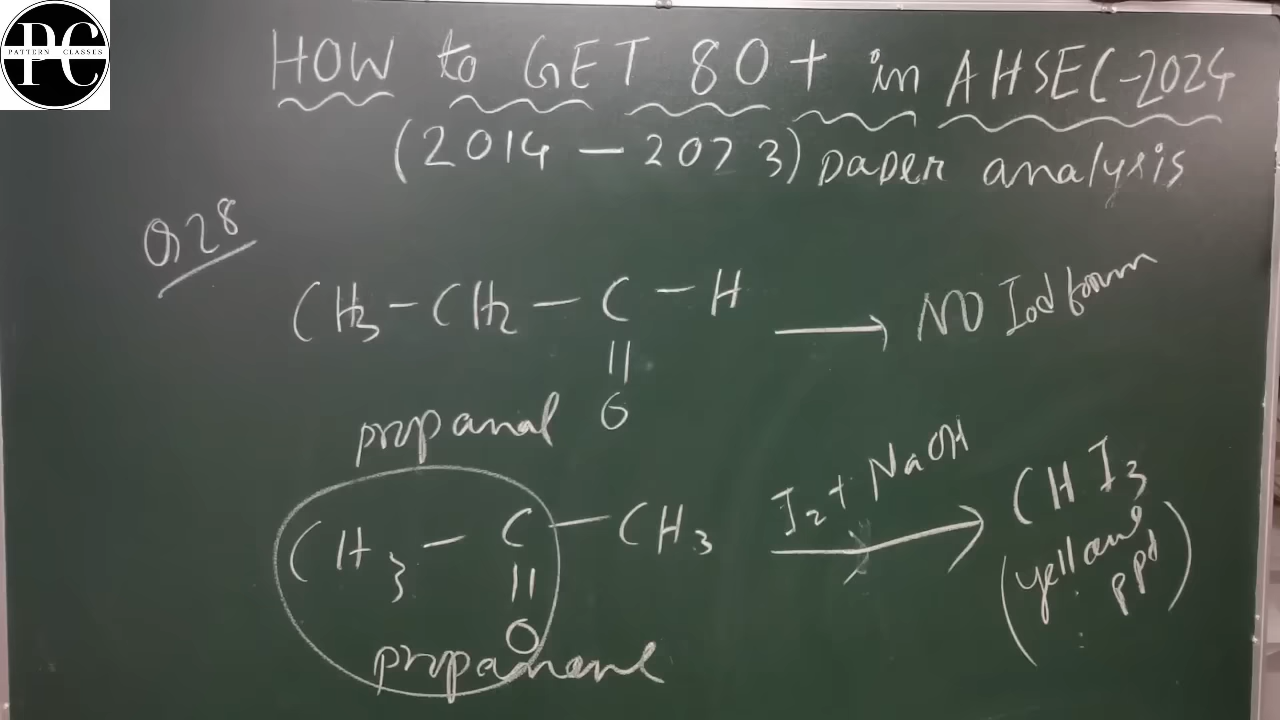 PC
PATTERN CLASSES
HOW to GET 80+ in AHSEC-2024
(2014 — 2023) paper analysis
Q28
CH3 — CH2 — C — H → NO Iodoform
||
O
propanal
CH3 — C — CH3 I2 + NaOH → CHI3
||
O
(yellow ppt)
propanone